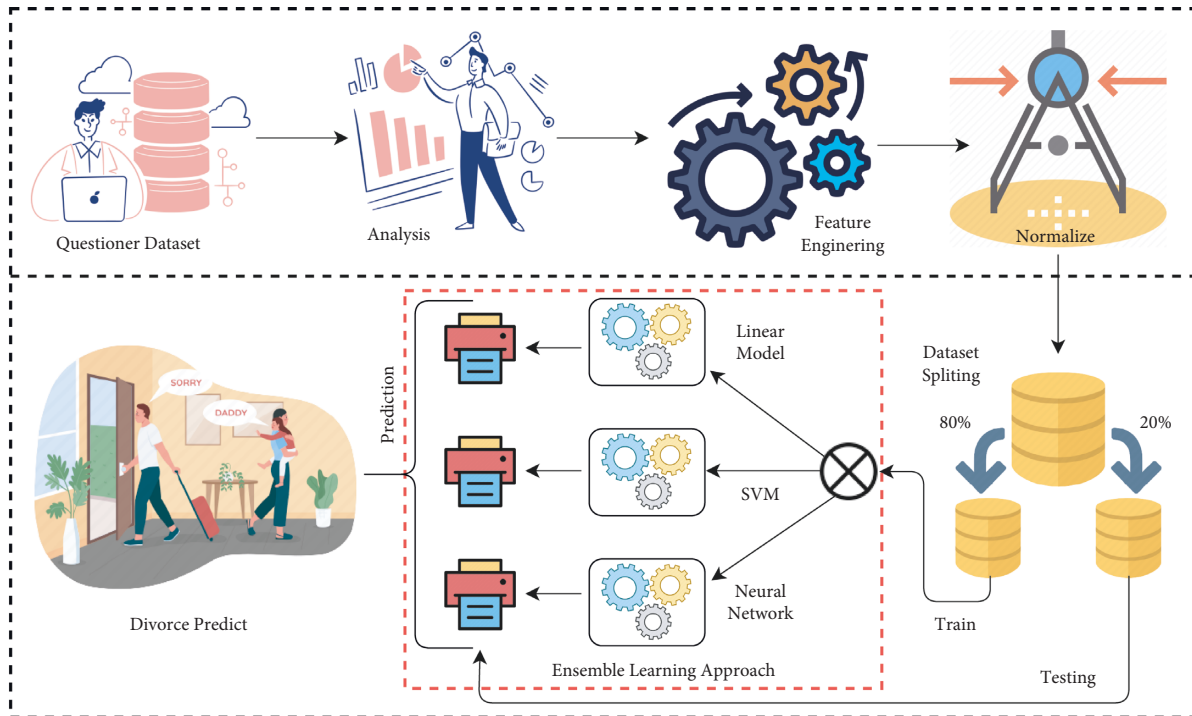 Questioner Dataset
Analysis
Feature
Enginering
Normalize
Dataset
Spliting
80%
20%
Linear
Model
SVM
Neural
Network
Prediction
SORRY
DADDY
Divorce Predict
Ensemble Learning Approach
Train
Testing